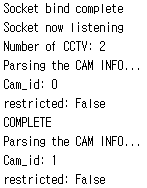 Socket bind complete
Socket now listening
Number of CCTV: 2
Parsing the CAM INFO...
Cam_id: 0
restricted: False
COMPLETE
Parsing the CAM INFO...
Cam_id: 1
restricted: False